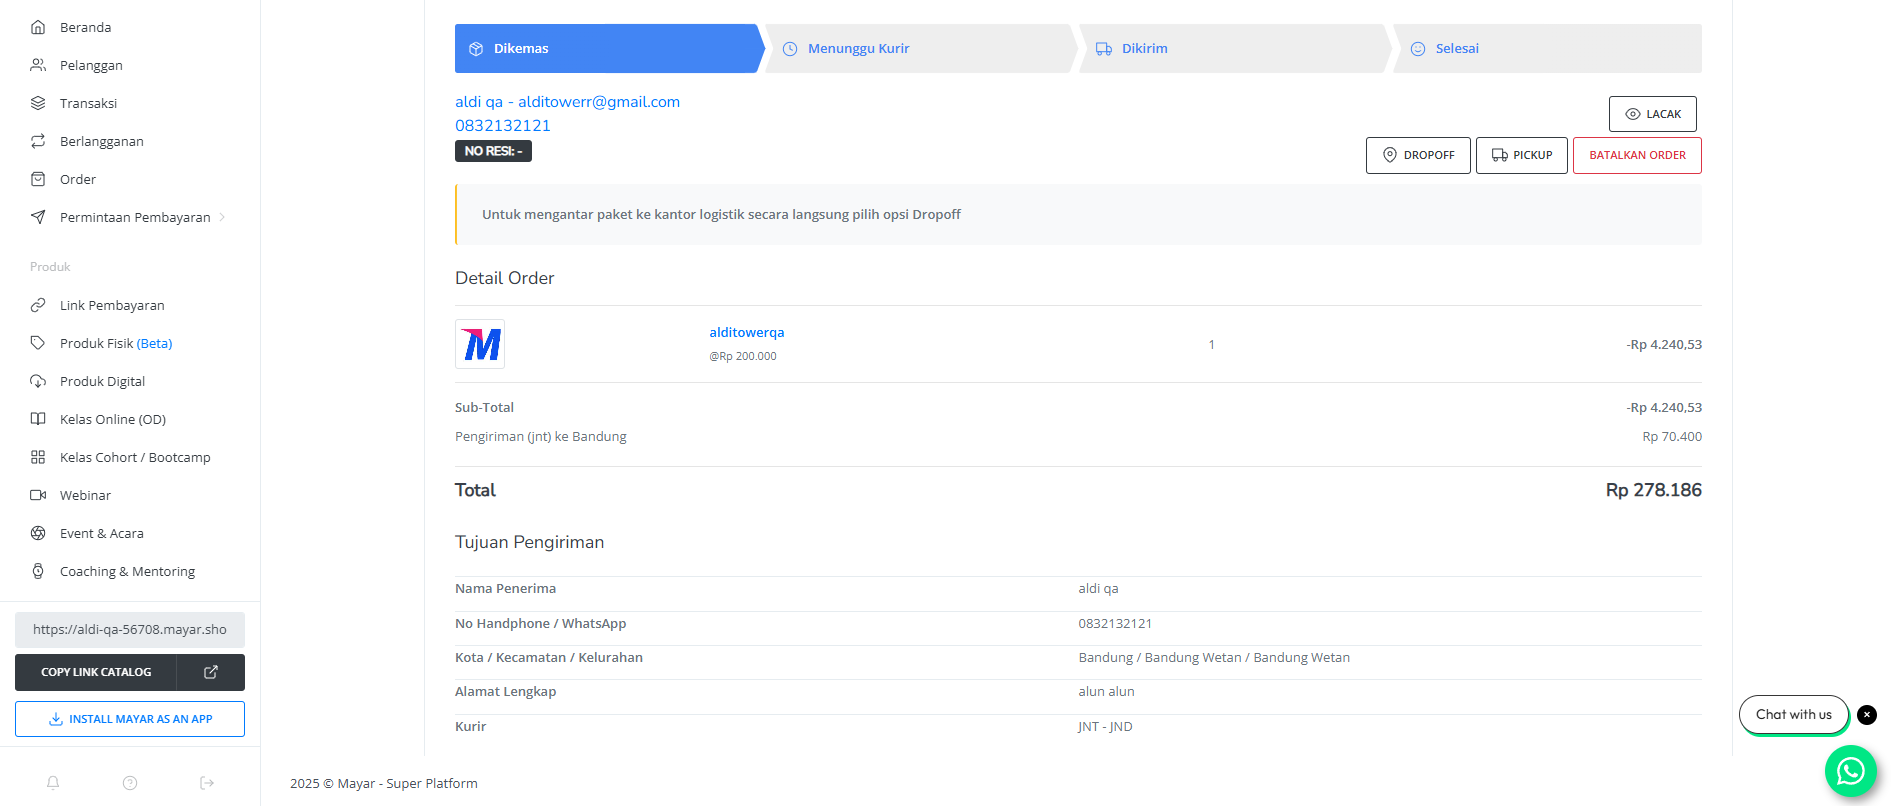 Beranda
Pelanggan
Transaksi
Berlangganan
Order
Permintaan Pembayaran
Produk
Link Pembayaran
Produk Fisik (Beta)
Produk Digital
Kelas Online (OD)
Kelas Cohort / Bootcamp
Webinar
Event & Acara
Coaching & Mentoring
https://aldi-qa-56708.mayar.sho
COPY LINK CATALOG
INSTALL MAYAR AS AN APP
Dikemas Menunggu Kurir Dikirim Selesai
aldi qa - alditowerr@gmail.com
0832132121
NO RESI: -
LACAK
DROPOFF PICKUP BATALKAN ORDER
Untuk mengantar paket ke kantor logistik secara langsung pilih opsi Dropoff
Detail Order
M
alditowerqa
@Rp 200.000
1 -Rp 4.240,53
Sub-Total -Rp 4.240,53
Pengiriman (jnt) ke Bandung Rp 70.400
Total Rp 278.186
Tujuan Pengiriman
Nama Penerima aldi qa
No Handphone / WhatsApp 0832132121
Kota / Kecamatan / Kelurahan Bandung / Bandung Wetan / Bandung Wetan
Alamat Lengkap alun alun
Kurir JNT - JND
2025 © Mayar - Super Platform
Chat with us